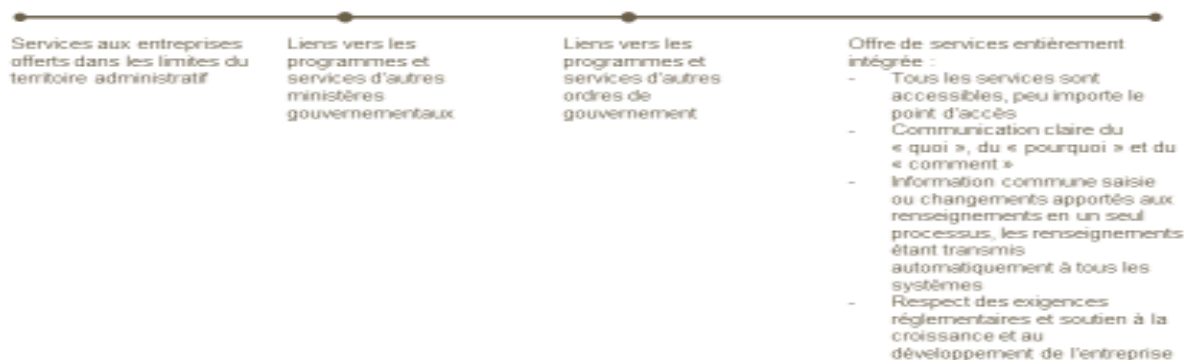 Services aux entreprises
offerts dans les limites du
territoire administratif
Liens vers les
programmes et
services d'autres
ministères
gouvernementaux
Liens vers les
programmes et
services d'autres
ordres de
gouvernement
Offre de services entièrement
intégrée :
- Tous les services sont
accessibles, peu importe le
point d'accès
- Communication claire du
« quoi », du « pourquoi » et du
« comment »
- Information commune saisie
ou changements apportés aux
renseignements en un seul
processus, les renseignements
étant transmis
automatiquement à tous les
systèmes
- Respect des exigences
réglementaires et soutien à la
croissance et au
développement de l'entreprise